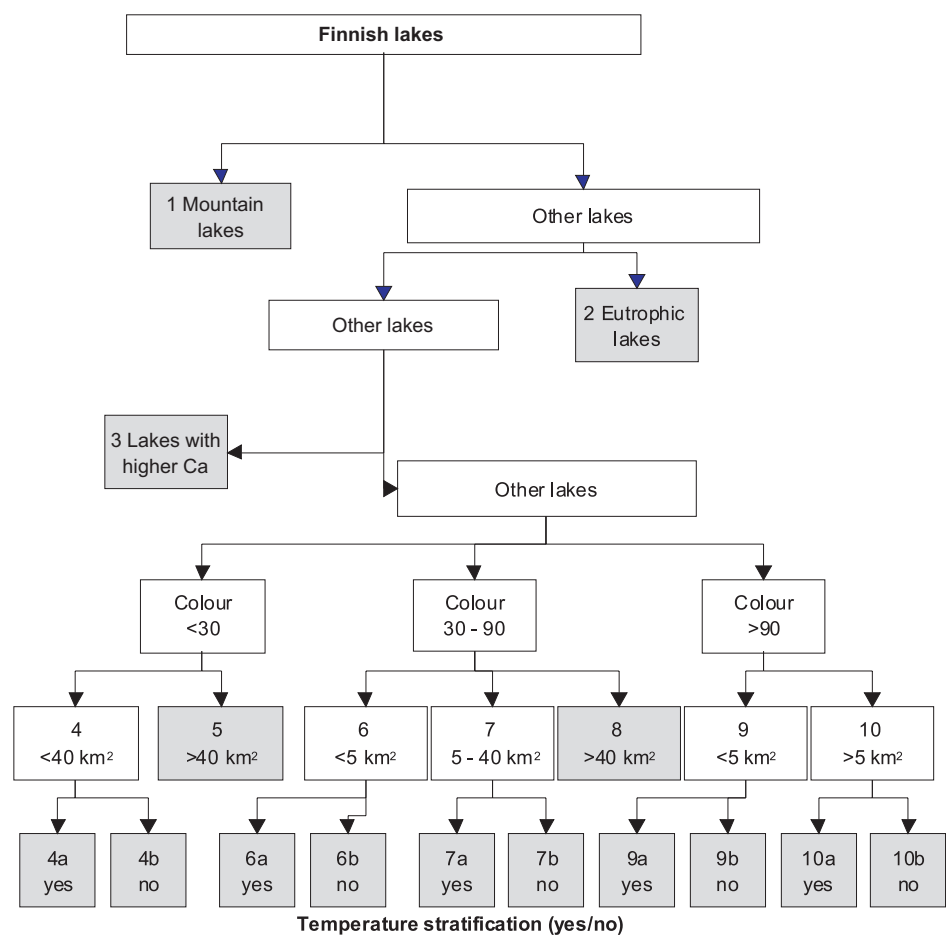 Finnish lakes
1 Mountain
lakes
Other lakes
Other lakes
2 Eutrophic
lakes
3 Lakes with
higher Ca
Other lakes
Colour
<30
Colour
30 - 90
Colour
>90
4
<40 km²
5
>40 km²
6
<5 km²
7
5 - 40 km²
8
>40 km²
9
<5 km²
10
>5 km²
4a
yes
4b
no
6a
yes
6b
no
7a
yes
7b
no
9a
yes
9b
no
10a
yes
10b
no
Temperature stratification (yes/no)